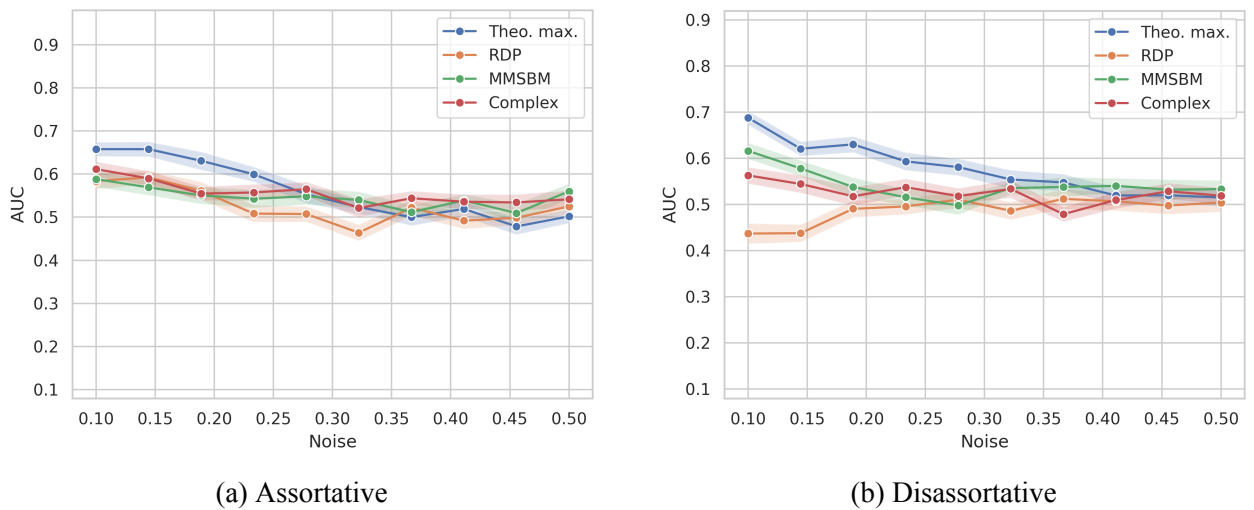 Theo. max.
RDP
MMSBM
Complex
0.9
0.8
0.7
0.6
0.5
0.4
0.3
0.2
0.1
AUC
0.10 0.15 0.20 0.25 0.30 0.35 0.40 0.45 0.50
Noise
(a) Assortative
Theo. max.
RDP
MMSBM
Complex
0.9
0.8
0.7
0.6
0.5
0.4
0.3
0.2
0.1
AUC
0.10 0.15 0.20 0.25 0.30 0.35 0.40 0.45 0.50
Noise
(b) Disassortative